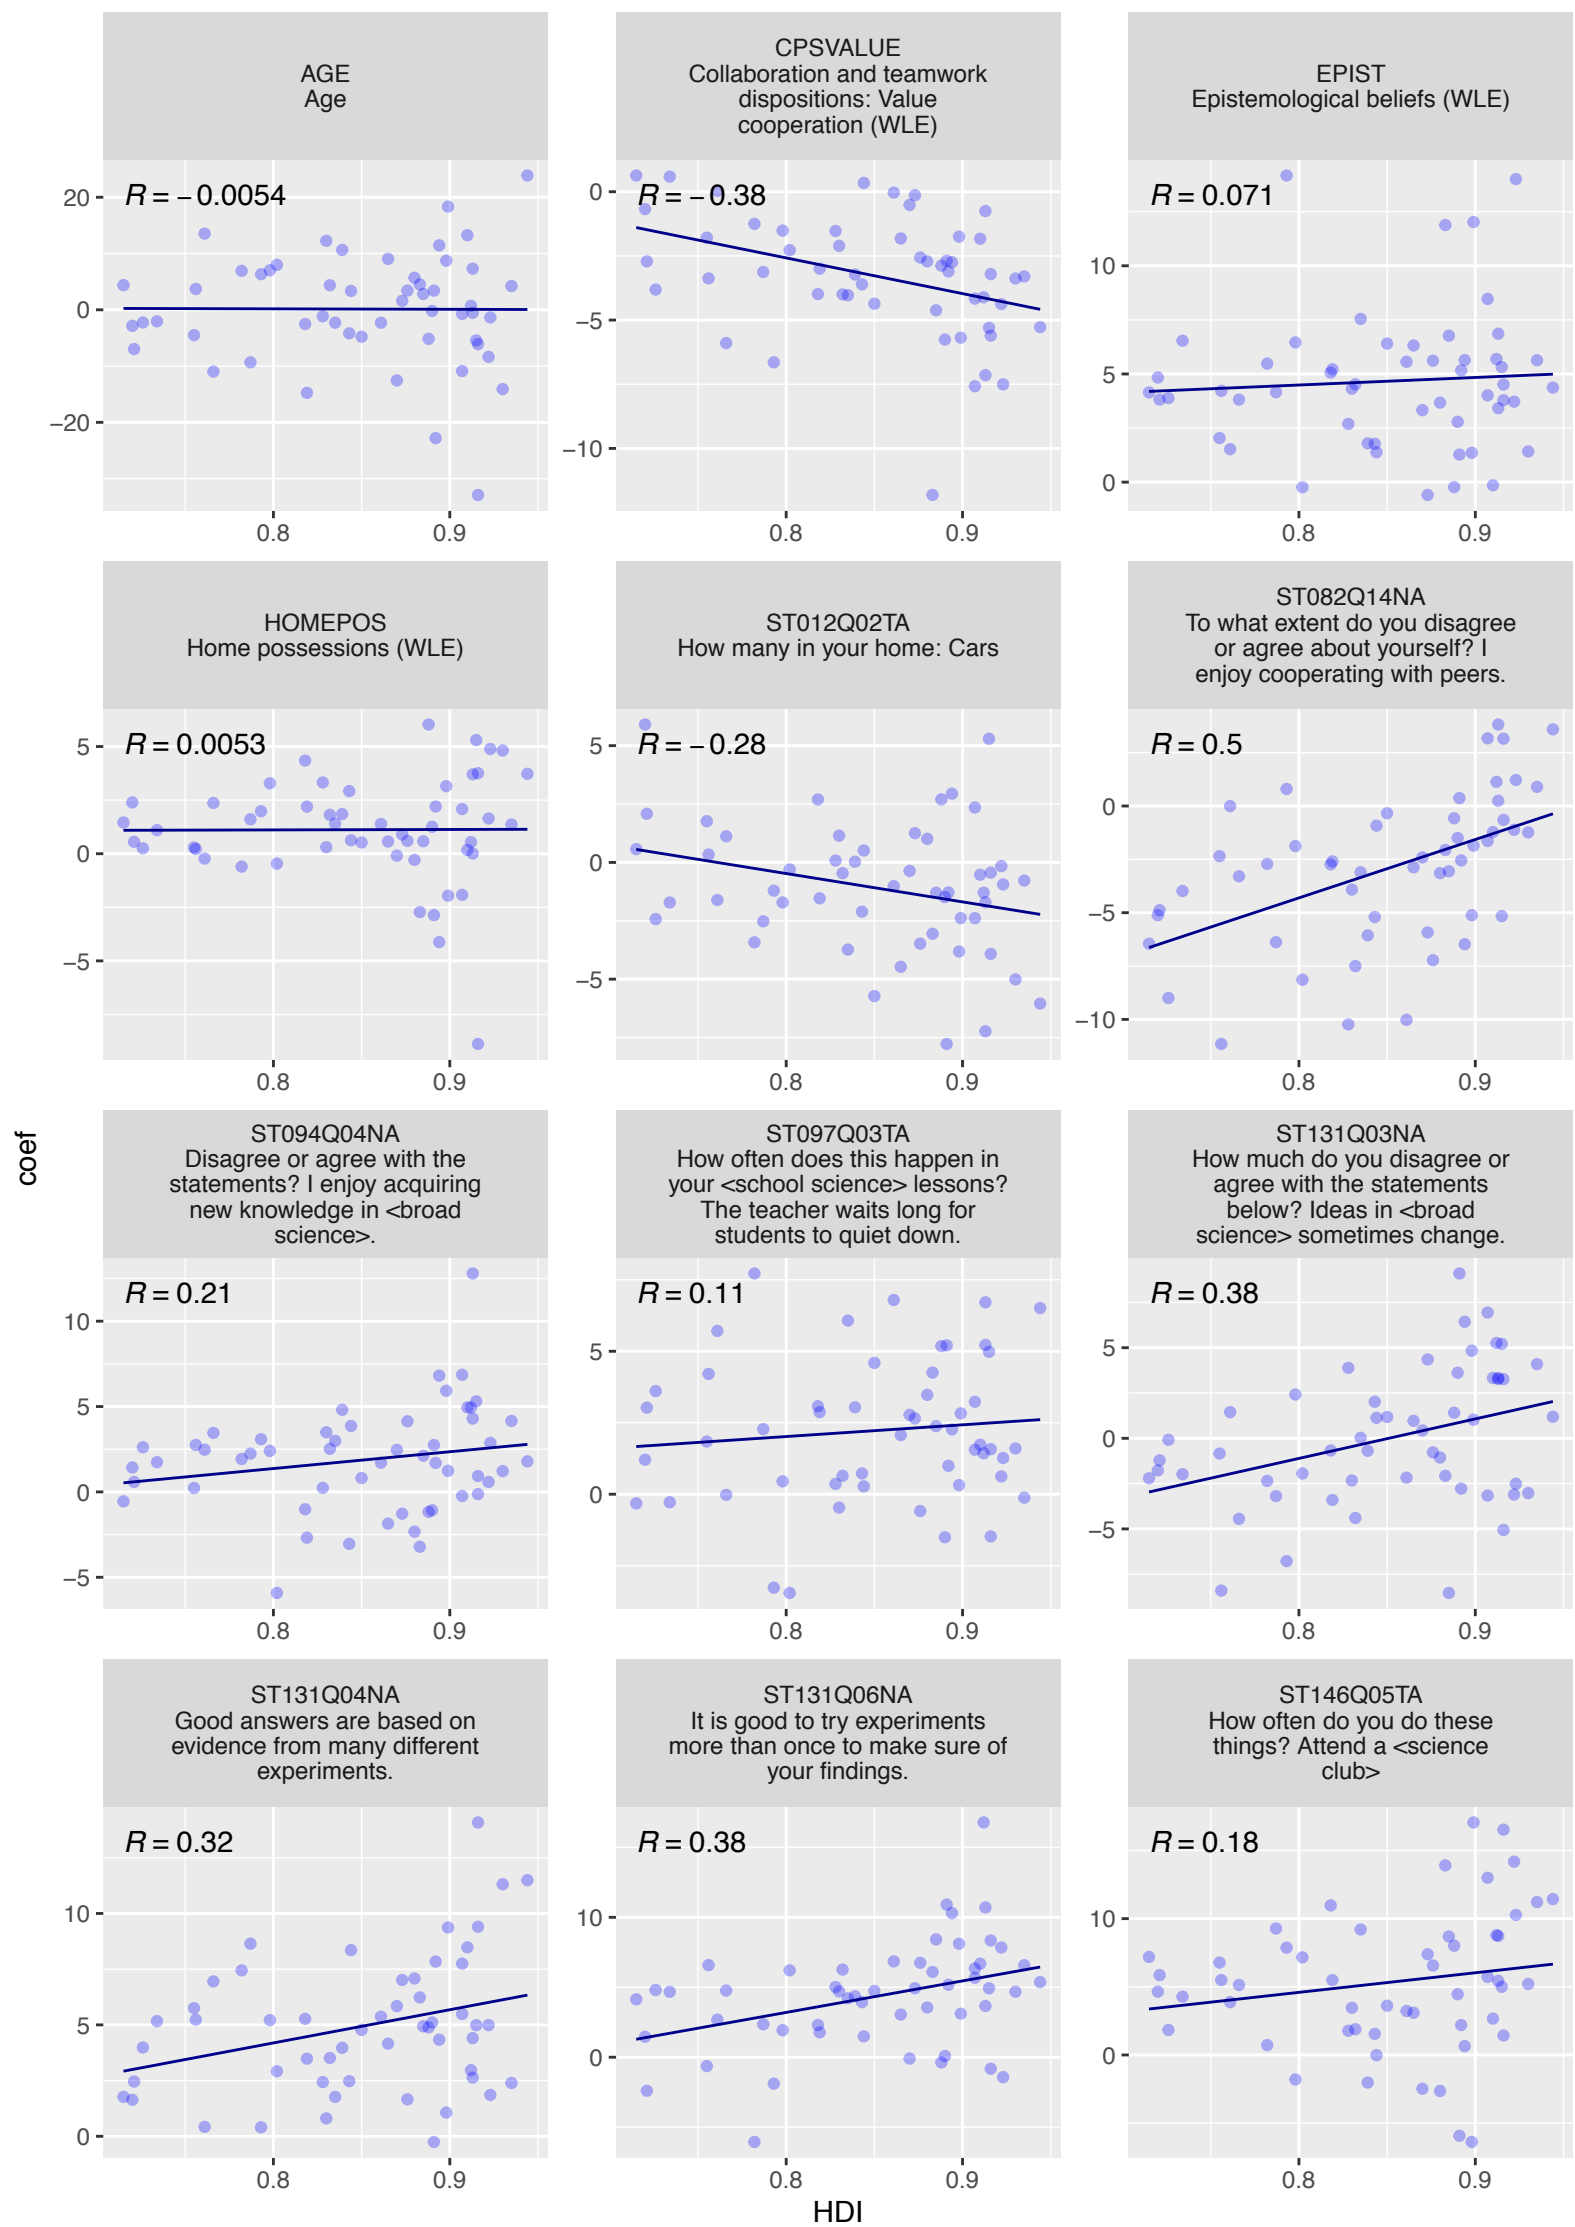 AGE
Age
R = −0.0054
20
0
−20
0.8 0.9
CPSVALUE
Collaboration and teamwork
dispositions: Value
cooperation (WLE)
R = −0.38
0
−5
−10
0.8 0.9
EPIST
Epistemological beliefs (WLE)
R = 0.071
10
5
0
0.8 0.9
HOMEPOS
Home possessions (WLE)
R = 0.0053
5
0
−5
0.8 0.9
ST012Q02TA
How many in your home: Cars
R = −0.28
5
0
−5
0.8 0.9
ST082Q14NA
To what extent do you disagree
or agree about yourself? I
enjoy cooperating with peers.
R = 0.5
0
−5
−10
0.8 0.9
coef
ST094Q04NA
Disagree or agree with the
statements? I enjoy acquiring
new knowledge in <broad
science>.
R = 0.21
10
5
0
−5
0.8 0.9
ST097Q03TA
How often does this happen in
your <school science> lessons?
The teacher waits long for
students to quiet down.
R = 0.11
5
0
0.8 0.9
ST131Q03NA
How much do you disagree or
agree with the statements
below? Ideas in <broad
science> sometimes change.
R = 0.38
5
0
−5
0.8 0.9
ST131Q04NA
Good answers are based on
evidence from many different
experiments.
R = 0.32
10
5
0
0.8 0.9
ST131Q06NA
It is good to try experiments
more than once to make sure of
your findings.
R = 0.38
10
0
0.8 0.9
ST146Q05TA
How often do you do these
things? Attend a <science
club>
R = 0.18
10
0
0.8 0.9
HDI